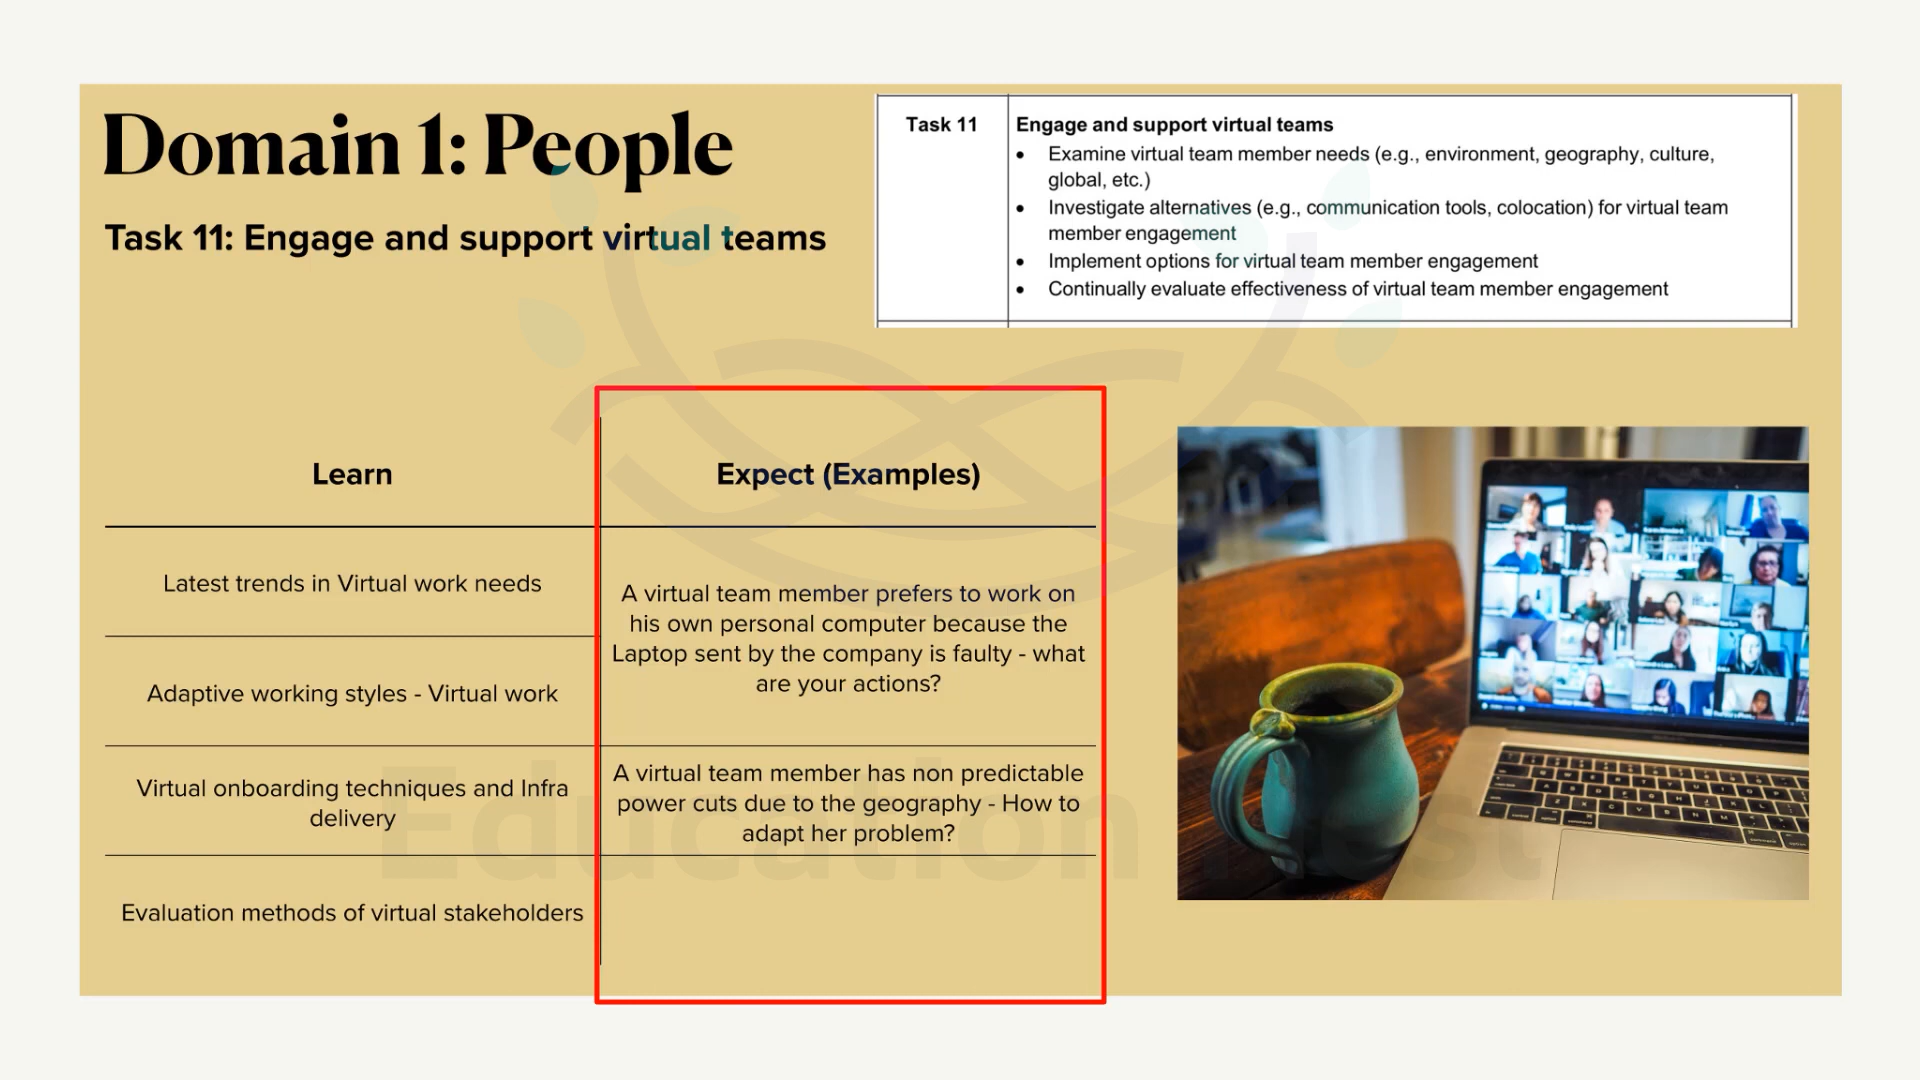 Domain 1: People
Task 11: Engage and support virtual teams
Task 11
Engage and support virtual teams
• Examine virtual team member needs (e.g., environment, geography, culture,
global, etc.)
• Investigate alternatives (e.g., communication tools, colocation) for virtual team
member engagement
• Implement options for virtual team member engagement
• Continually evaluate effectiveness of virtual team member engagement
Learn
Expect (Examples)
Latest trends in Virtual work needs
A virtual team member prefers to work on
his own personal computer because the
Laptop sent by the company is faulty - what
are your actions?
Adaptive working styles - Virtual work
Virtual onboarding techniques and Infra
delivery
A virtual team member has non predictable
power cuts due to the geography - How to
adapt her problem?
Evaluation methods of virtual stakeholders
Education Nest